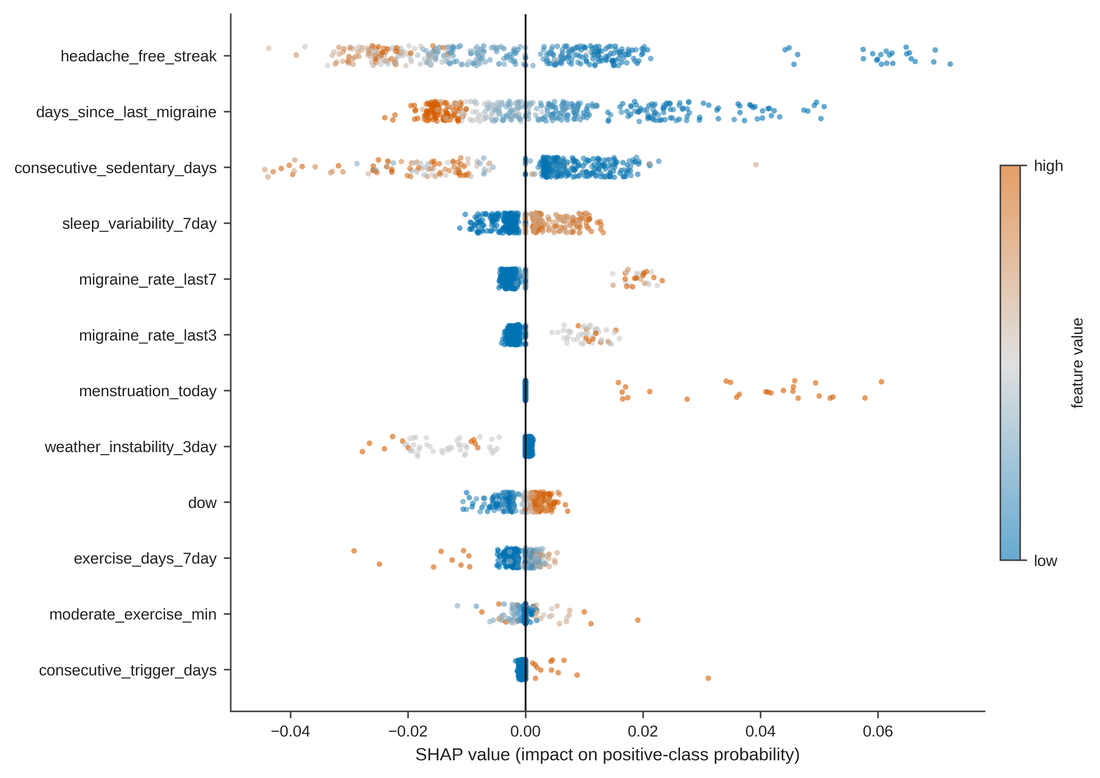 headache_free_streak
days_since_last_migraine
consecutive_sedentary_days
sleep_variability_7day
migraine_rate_last7
migraine_rate_last3
menstruation_today
weather_instability_3day
dow
exercise_days_7day
moderate_exercise_min
consecutive_trigger_days
−0.04 −0.02 0.00 0.02 0.04 0.06
SHAP value (impact on positive-class probability)
high
feature value
low